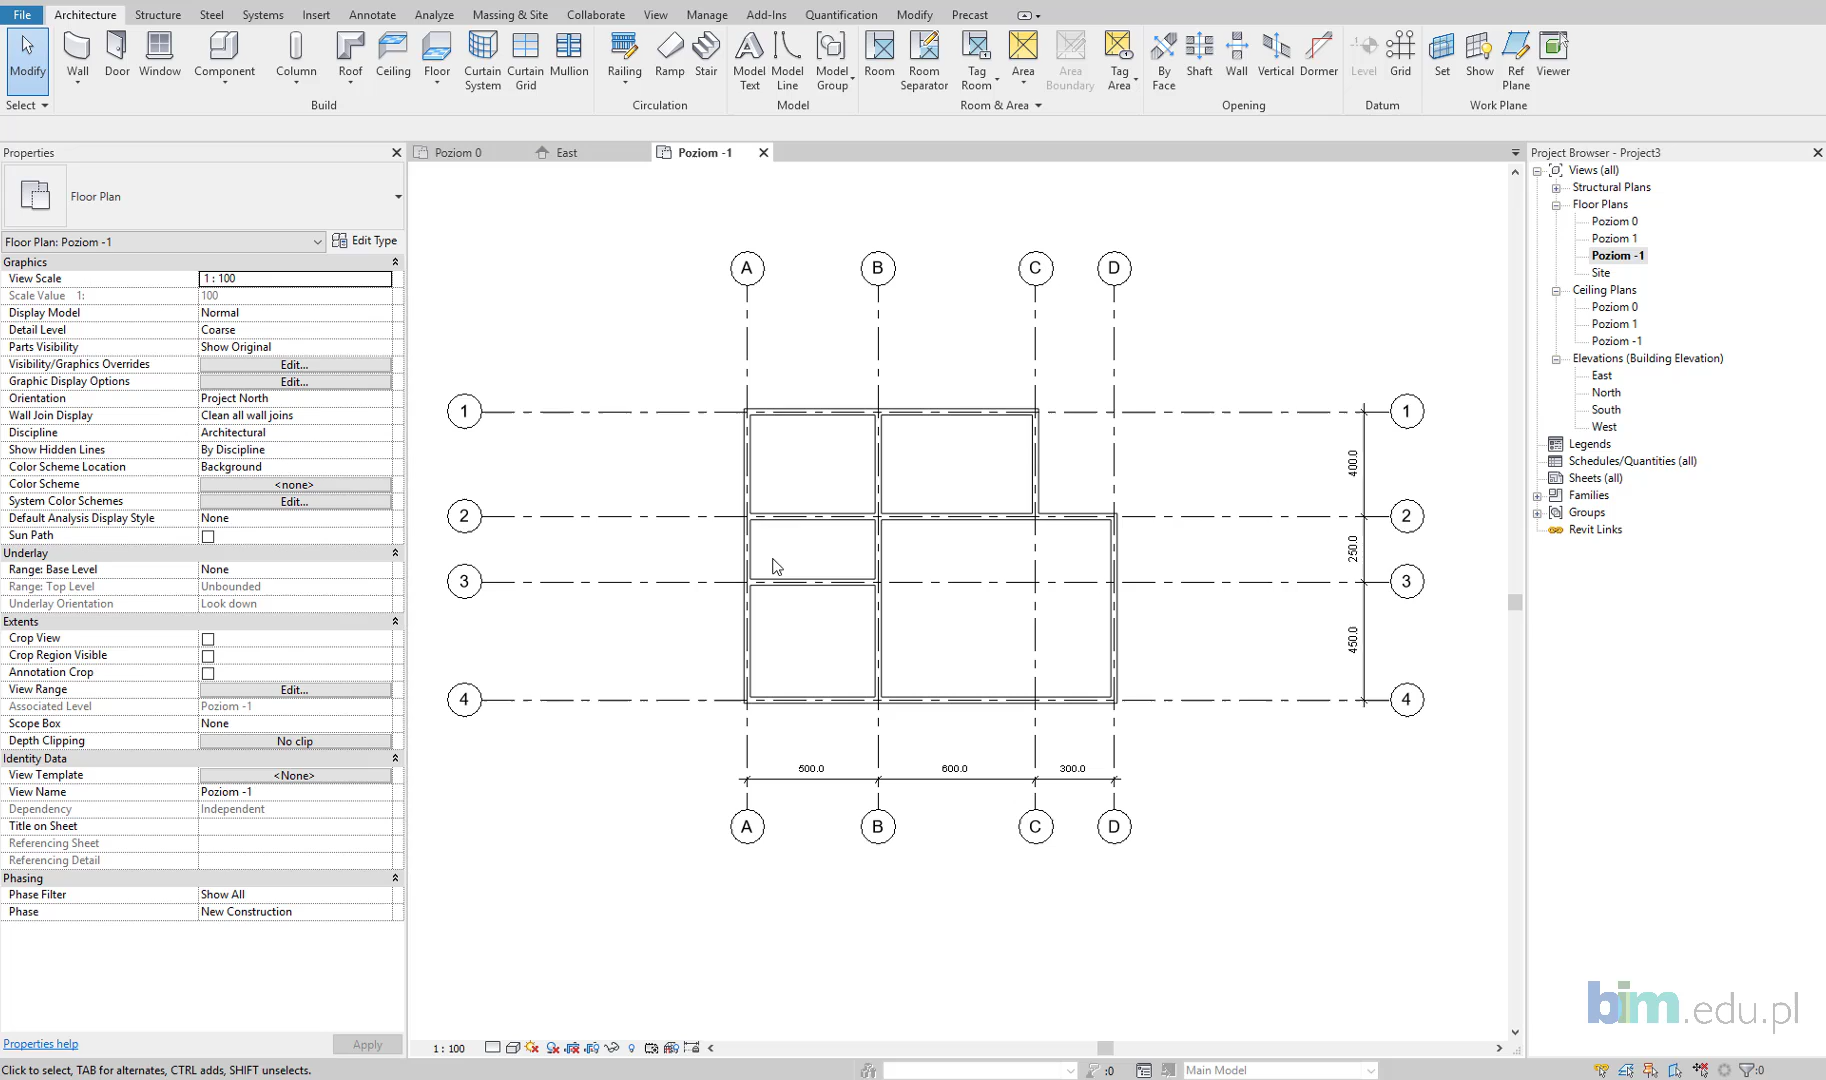 File Architecture Structure Steel Systems Insert Annotate Analyze Massing & Site Collaborate View Manage Add-Ins Quantification Modify Precast
Modify Wall Door Window Component Column Roof Ceiling Floor Curtain System Curtain Grid Mullion Railing Ramp Stair Model Text Model Line Model Group Room Room Separator Tag Room Area Area Boundary Tag Area By Face Shaft Wall Vertical Dormer Level Grid Set Show Ref Plane Viewer
Select Build Circulation Model Room & Area Opening Datum Work Plane
Properties
Floor Plan
Floor Plan: Poziom -1 Edit Type
Graphics
View Scale 1 : 100
Scale Value 1: 100
Display Model Normal
Detail Level Coarse
Parts Visibility Show Original
Visibility/Graphics Overrides Edit...
Graphic Display Options Edit...
Orientation Project North
Wall Join Display Clean all wall joins
Discipline Architectural
Show Hidden Lines By Discipline
Color Scheme Location Background
Color Scheme <none>
System Color Schemes Edit...
Default Analysis Display Style None
Sun Path
Underlay
Range: Base Level None
Range: Top Level Unbounded
Underlay Orientation Look down
Extents
Crop View
Crop Region Visible
Annotation Crop
View Range Edit...
Associated Level Poziom -1
Scope Box None
Depth Clipping No clip
Identity Data
View Template <None>
View Name Poziom -1
Dependency Independent
Title on Sheet
Referencing Sheet
Referencing Detail
Phasing
Phase Filter Show All
Phase New Construction
Properties help Apply
Poziom 0 East Poziom -1
A B C D
1 1
400.0
2 2
250.0
3 3
450.0
4 4
500.0 600.0 300.0
A B C D
1 : 100
Project Browser - Project3
Views (all)
Structural Plans
Floor Plans
Poziom 0
Poziom 1
Poziom -1
Site
Ceiling Plans
Poziom 0
Poziom 1
Poziom -1
Elevations (Building Elevation)
East
North
South
West
Legends
Schedules/Quantities (all)
Sheets (all)
Families
Groups
Revit Links
bim.edu.pl
Click to select, TAB for alternates, CTRL adds, SHIFT unselects. :0 Main Model :0